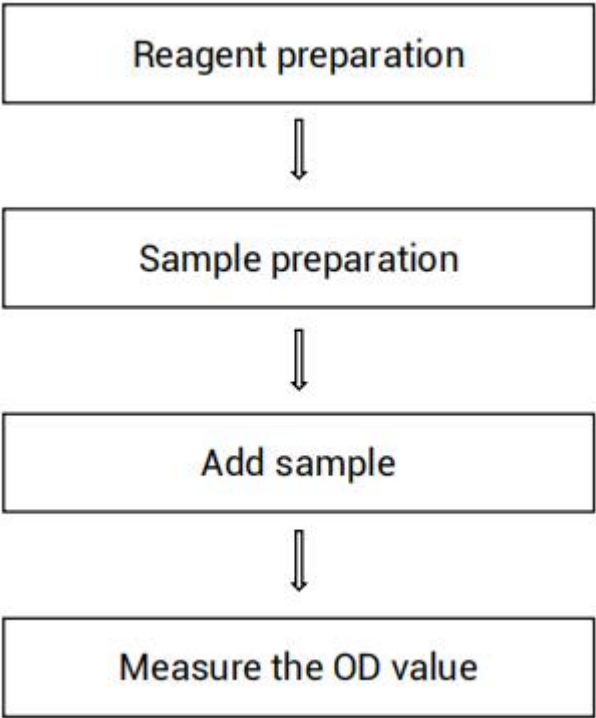 Reagent preparation
Sample preparation
Add sample
Measure the OD value